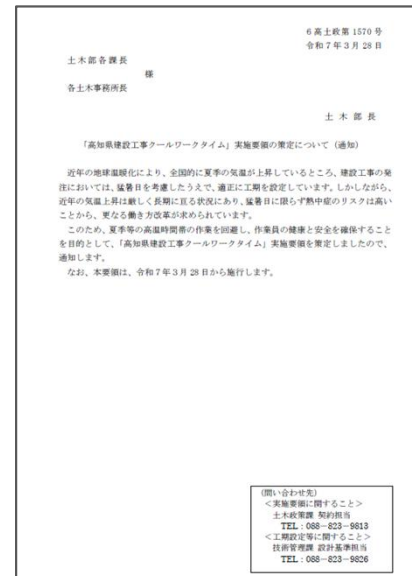 6高土政第1570号
令和7年3月28日
土木部各課長
様
各土木事務所長
土木部長
「高知県建設工事クールワークタイム」実施要領の策定について（通知）
近年の地球温暖化により、全国的に夏季の気温が上昇しているところ、建設工事の発
注においては、猛暑日を考慮したうえで、適正に工期を設定しています。しかしながら、
近年の気温上昇は厳しく長期に亘る状況にあり、猛暑日に限らず熱中症のリスクは高い
ことから、更なる働き方改革が求められています。
このため、夏季等の高温時間帯の作業を回避し、作業員の健康と安全を確保すること
を目的として、「高知県建設工事クールワークタイム」実施要領を策定しましたので、
通知します。
なお、本要領は、令和7年3月28日から施行します。
(問い合わせ先)
＜実施要領に関すること＞
土木政策課 契約担当
TEL：088－823－9813
＜工期設定等に関すること＞
技術管理課 設計基準担当
TEL：088－823－9826